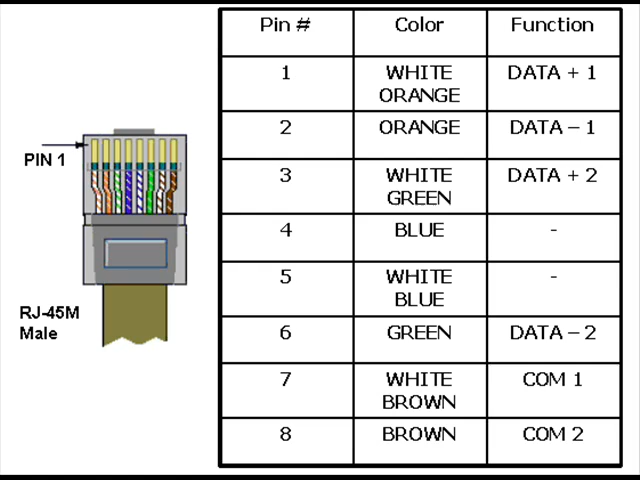 Pin # Color Function
1 WHITE ORANGE DATA + 1
2 ORANGE DATA – 1
3 WHITE GREEN DATA + 2
4 BLUE -
5 WHITE BLUE -
6 GREEN DATA – 2
7 WHITE BROWN COM 1
8 BROWN COM 2
PIN 1
RJ-45M
Male